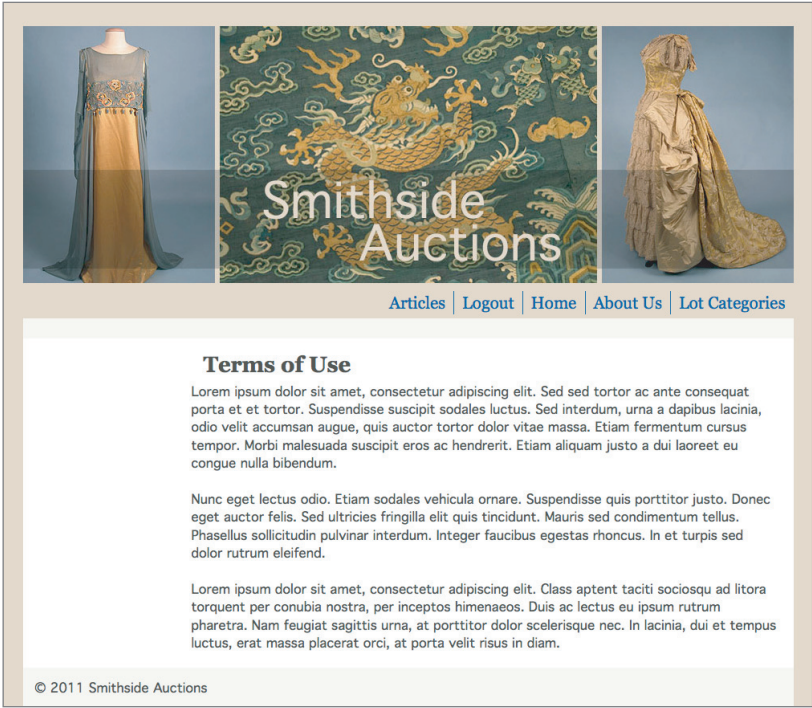 Smithside
Auctions
Articles | Logout | Home | About Us | Lot Categories
Terms of Use
Lorem ipsum dolor sit amet, consectetur adipiscing elit. Sed sed tortor ac ante consequat
porta et et tortor. Suspendisse suscipit sodales luctus. Sed interdum, urna a dapibus lacinia,
odio velit accumsan augue, quis auctor tortor dolor vitae massa. Etiam fermentum cursus
tempor. Morbi malesuada suscipit eros ac hendrerit. Etiam aliquam justo a dui laoreet eu
congue nulla bibendum.
Nunc eget lectus odio. Etiam sodales vehicula ornare. Suspendisse quis porttitor justo. Donec
eget auctor felis. Sed ultricies fringilla elit quis tincidunt. Mauris sed condimentum tellus.
Phasellus sollicitudin pulvinar interdum. Integer faucibus egestas rhoncus. In et turpis sed
dolor rutrum eleifend.
Lorem ipsum dolor sit amet, consectetur adipiscing elit. Class aptent taciti sociosqu ad litora
torquent per conubia nostra, per inceptos himenaeos. Duis ac lectus eu ipsum rutrum
pharetra. Nam feugiat sagittis urna, at porttitor dolor scelerisque nec. In lacinia, dui et tempus
luctus, erat massa placerat orci, at porta velit risus in diam.
© 2011 Smithside Auctions